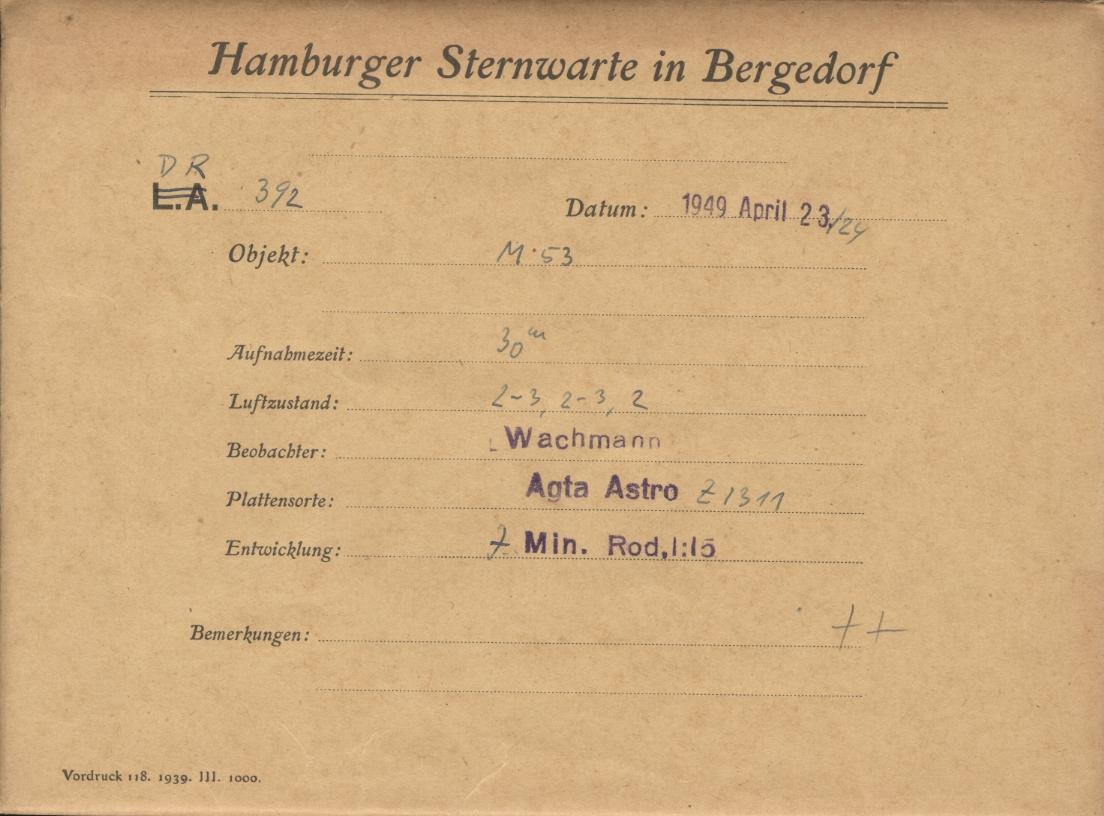 Hamburger Sternwarte in Bergedorf
DR
L.A. 392 Datum: 1949 April 23./24
Objekt: M 53
Aufnahmezeit: 30m
Luftzustand: 2-3, 2-3, 2
Beobachter: Wachmann
Plattensorte: Agfa Astro Z 1311
Entwicklung: 7 Min. Rod. 1:15
Bemerkungen: ++
Vordruck 118. 1939. III. 1000.